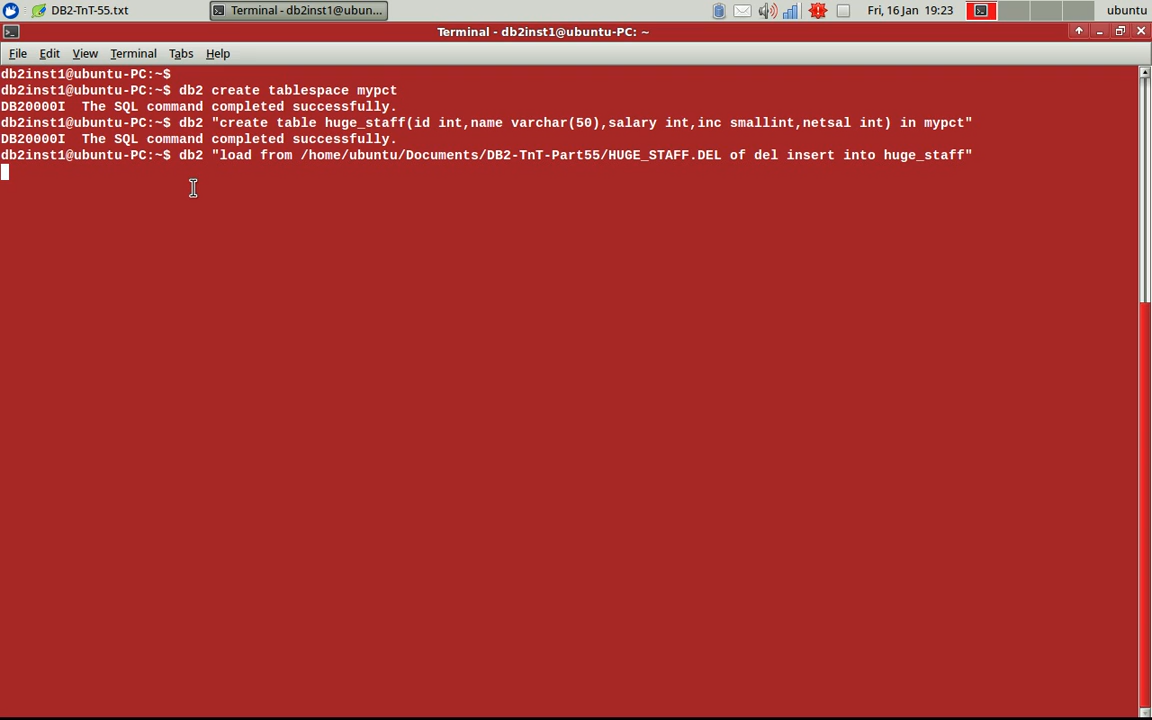 DB2-TnT-55.txt
Terminal - db2inst1@ubun...
Fri, 16 Jan 19:23
ubuntu
Terminal - db2inst1@ubuntu-PC: ~
File Edit View Terminal Tabs Help
db2inst1@ubuntu-PC:~$
db2inst1@ubuntu-PC:~$ db2 create tablespace mypct
DB20000I  The SQL command completed successfully.
db2inst1@ubuntu-PC:~$ db2 "create table huge_staff(id int,name varchar(50),salary int,inc smallint,netsal int) in mypct"
DB20000I  The SQL command completed successfully.
db2inst1@ubuntu-PC:~$ db2 "load from /home/ubuntu/Documents/DB2-TnT-Part55/HUGE_STAFF.DEL of del insert into huge_staff"